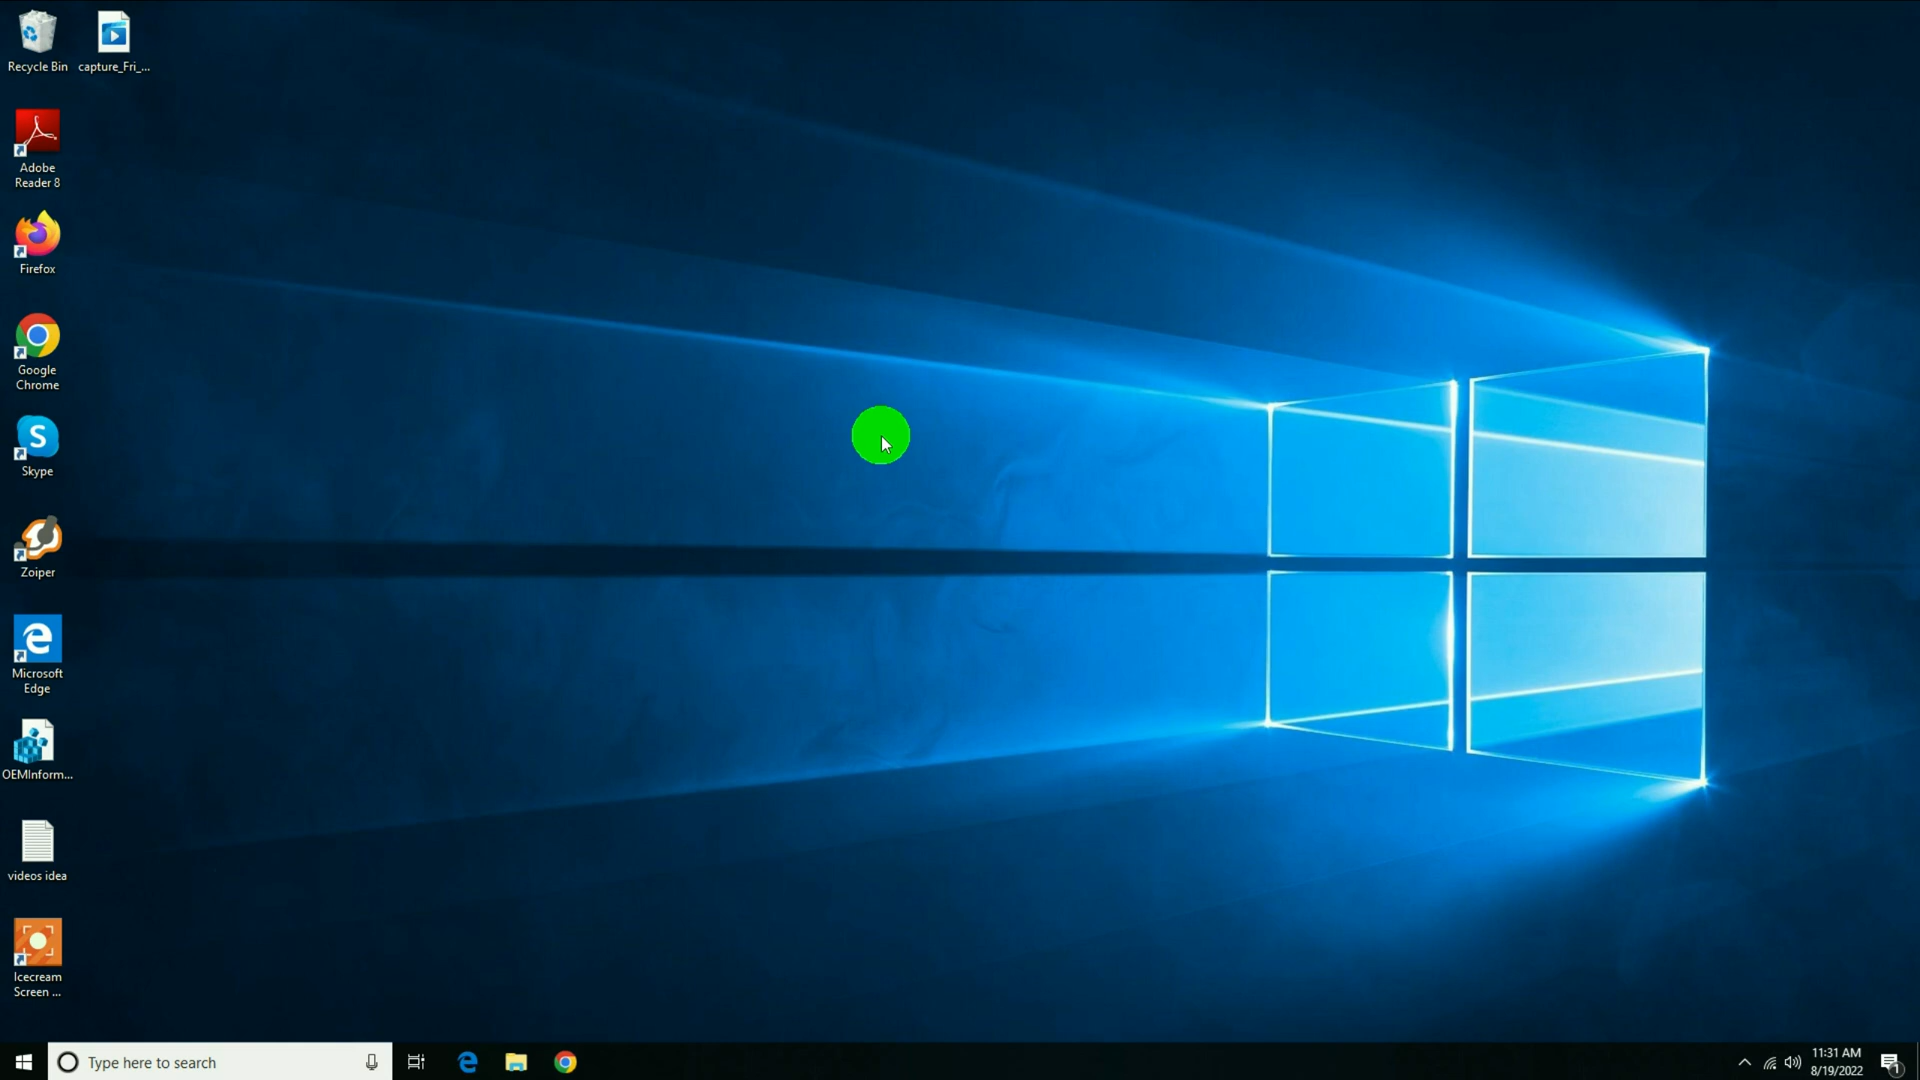 Recycle Bin
capture_Fri_...
Adobe
Reader 8
Firefox
Google
Chrome
S
Skype
Zoiper
Microsoft
Edge
OEMInform...
videos idea
Icecream
Screen ...
Type here to search
11:31 AM
8/19/2022
1